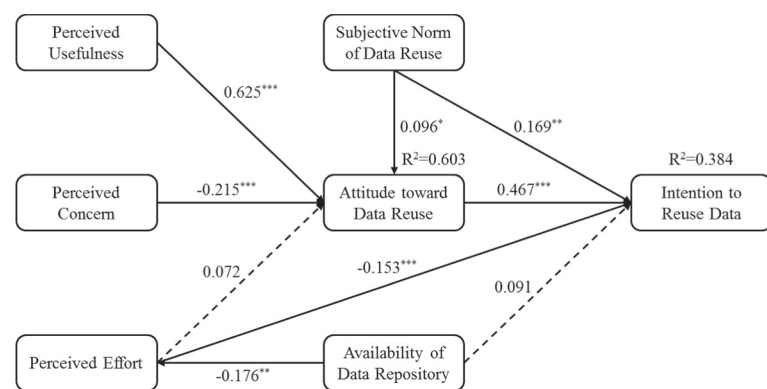 Perceived
Usefulness
Subjective Norm
of Data Reuse
0.625***
0.096*
0.169**
R²=0.603
R²=0.384
Perceived
Concern
-0.215***
Attitude toward
Data Reuse
0.467***
Intention to
Reuse Data
0.072
-0.153***
0.091
Perceived Effort
-0.176**
Availability of
Data Repository